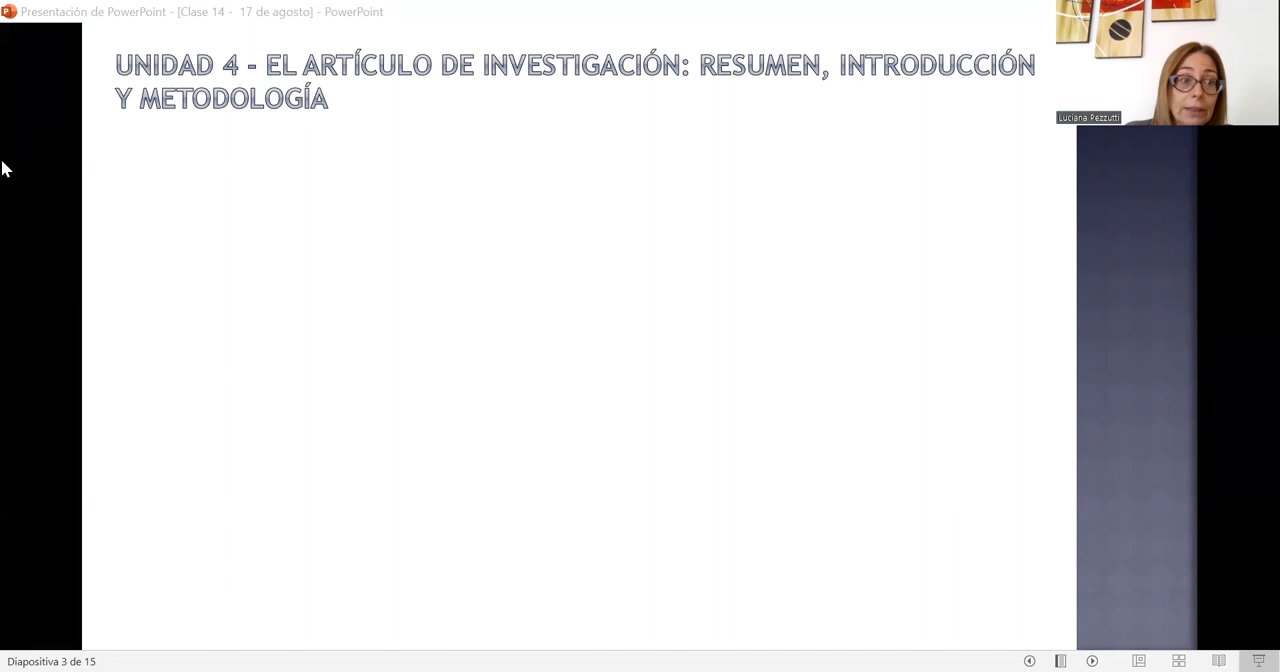 Presentación de PowerPoint - [Clase 14 -  17 de agosto] - PowerPoint
UNIDAD 4 - EL ARTÍCULO DE INVESTIGACIÓN: RESUMEN, INTRODUCCIÓN
Y METODOLOGÍA
Luciana Pezzutti
Diapositiva 3 de 15